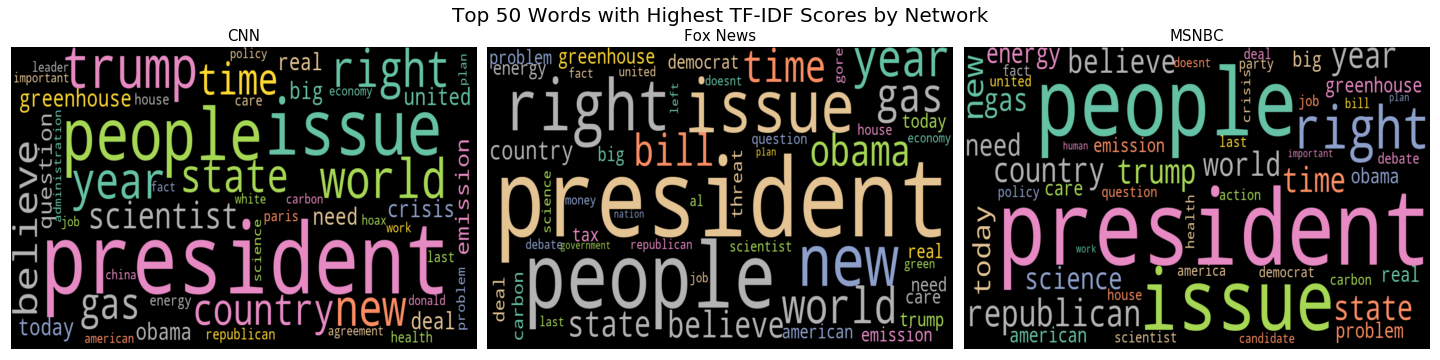 Top 50 Words with Highest TF-IDF Scores by Network
CNN
leader
policy
real
right
plan
important
trump
time
greenhouse
house
care
big
economy
united
administration
question
people
issue
believe
year
fact
state
world
emission
white
carbon
scientist
paris
need
hoax
crisis
job
work
science
president
last
china
problem
gas
energy
country
new
donald
deal
today
american
obama
republican
agreement
health
Fox News
problem
greenhouse
democrat
time
gore
year
energy
fact
united
doesnt
right
left
issue
gas
today
country
big
bill
question
house
economy
obama
plan
science
threat
president
money
al
nation
tax
debate
government
republican
scientist
new
real
people
job
green
deal
carbon
last
state
believe
world
need
care
american
trump
emission
MSNBC
new
energy
fact
united
believe
doesnt
deal
party
crisis
big
year
greenhouse
gas
people
job
bill
plan
right
need
human
emission
last
important
debate
country
trump
world
time
obama
policy
care
question
action
today
president
health
work
science
america
democrat
carbon
real
republican
house
issue
state
american
scientist
candidate
problem